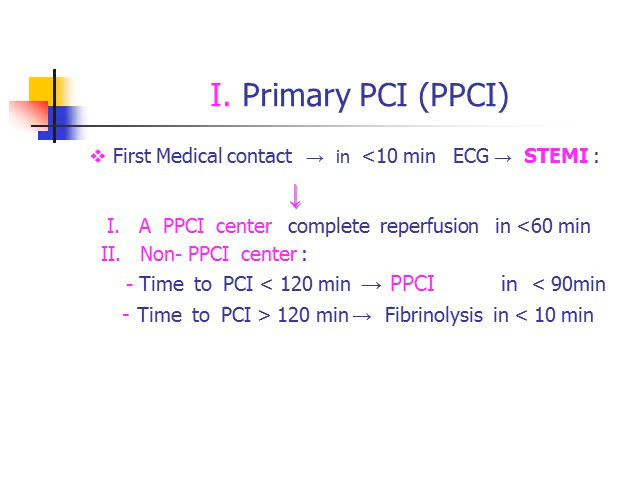 I. Primary PCI (PPCI)
❖ First Medical contact → in <10 min ECG → STEMI :
↓
I. A PPCI center complete reperfusion in <60 min
II. Non- PPCI center :
- Time to PCI < 120 min → PPCI in < 90min
- Time to PCI > 120 min → Fibrinolysis in < 10 min